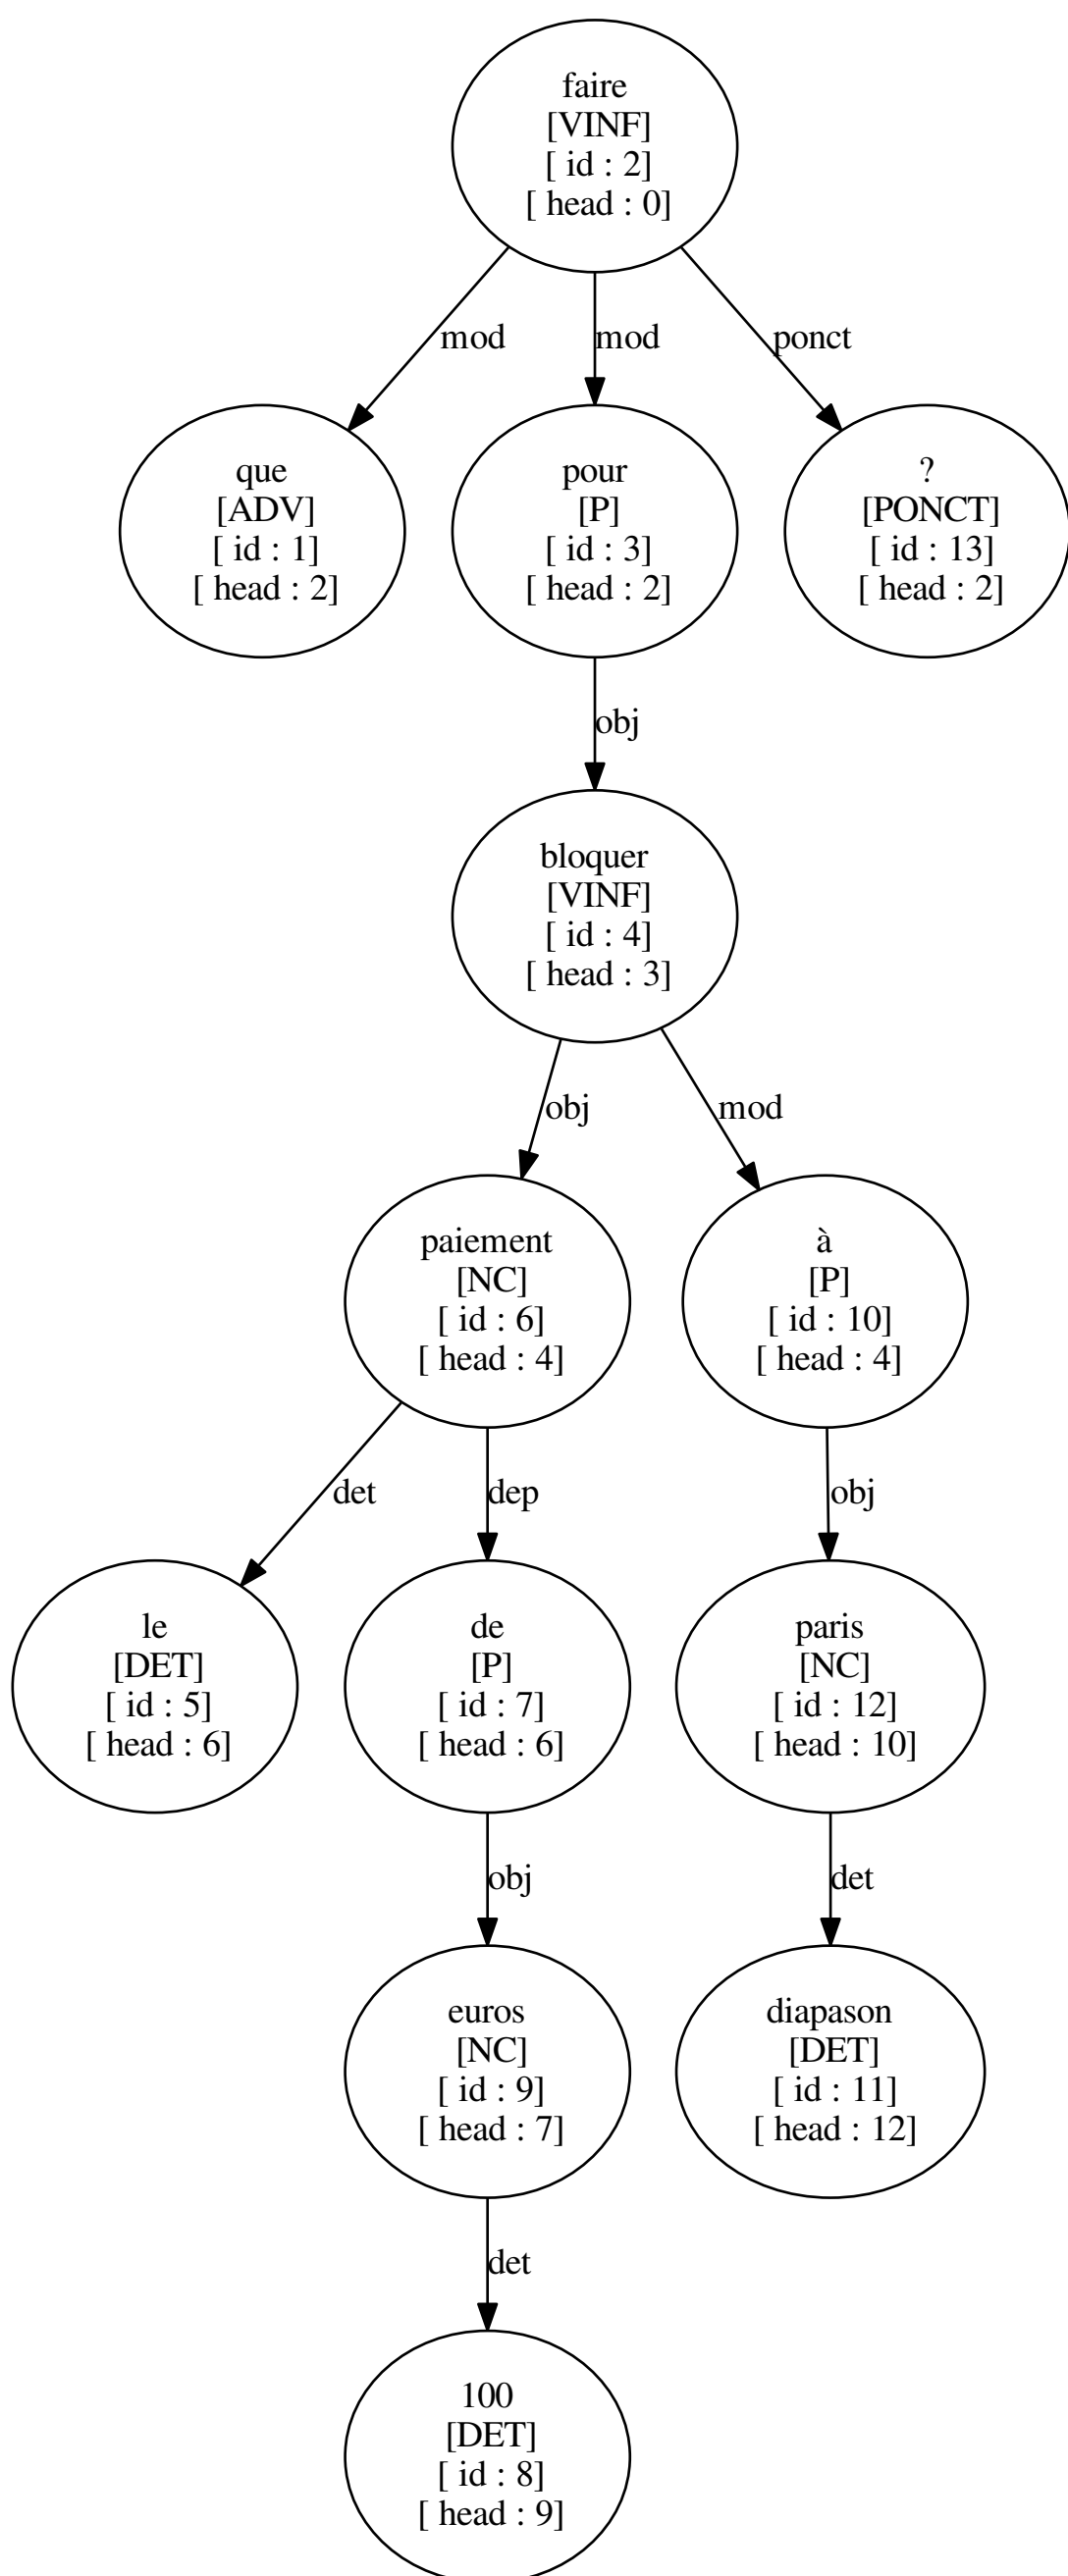 faire
[VINF]
[ id : 2]
[ head : 0]
mod
mod
ponct
que
[ADV]
[ id : 1]
[ head : 2]
pour
[P]
[ id : 3]
[ head : 2]
?
[PONCT]
[ id : 13]
[ head : 2]
obj
bloquer
[VINF]
[ id : 4]
[ head : 3]
obj
mod
paiement
[NC]
[ id : 6]
[ head : 4]
à
[P]
[ id : 10]
[ head : 4]
det
dep
obj
le
[DET]
[ id : 5]
[ head : 6]
de
[P]
[ id : 7]
[ head : 6]
paris
[NC]
[ id : 12]
[ head : 10]
obj
det
euros
[NC]
[ id : 9]
[ head : 7]
diapason
[DET]
[ id : 11]
[ head : 12]
det
100
[DET]
[ id : 8]
[ head : 9]